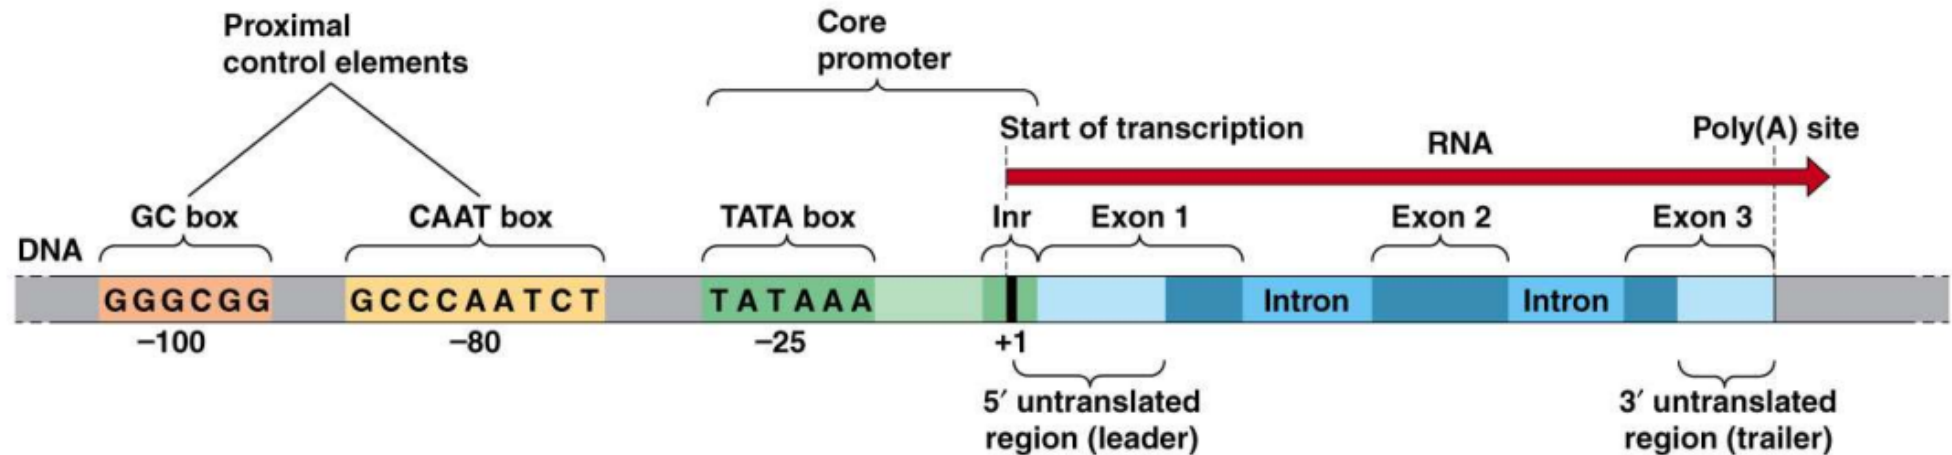 Proximal
control elements
Core
promoter
Start of transcription
RNA
Poly(A) site
GC box
CAAT box
TATA box
Inr
Exon 1
Exon 2
Exon 3
DNA
GGGCGG
GCCCAATCT
TATAAA
Intron
Intron
–100
–80
–25
+1
5′ untranslated
region (leader)
3′ untranslated
region (trailer)